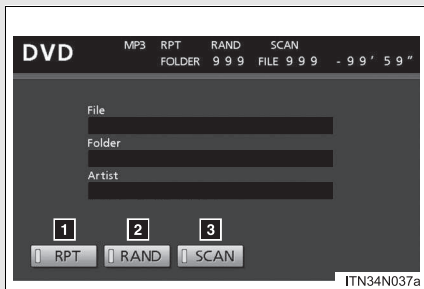 DVD MP3 RPT RAND SCAN
FOLDER 999 FILE 999 -99'59"
File
Folder
Artist
1 2 3
RPT RAND SCAN
ITN34N037a